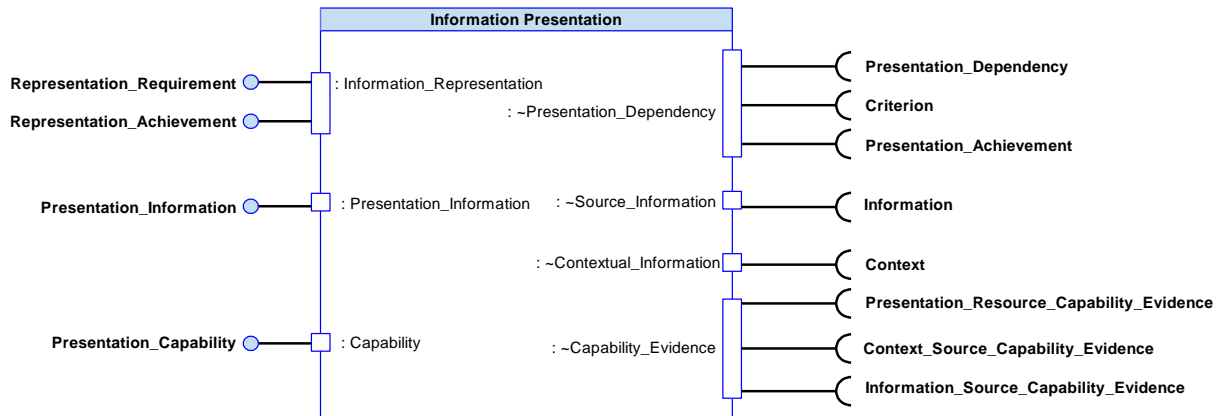 Information Presentation
Representation_Requirement
Representation_Achievement
: Information_Representation
: ~Presentation_Dependency
Presentation_Dependency
Criterion
Presentation_Achievement
Presentation_Information
: Presentation_Information
: ~Source_Information
Information
: ~Contextual_Information
Context
Presentation_Capability
: Capability
: ~Capability_Evidence
Presentation_Resource_Capability_Evidence
Context_Source_Capability_Evidence
Information_Source_Capability_Evidence